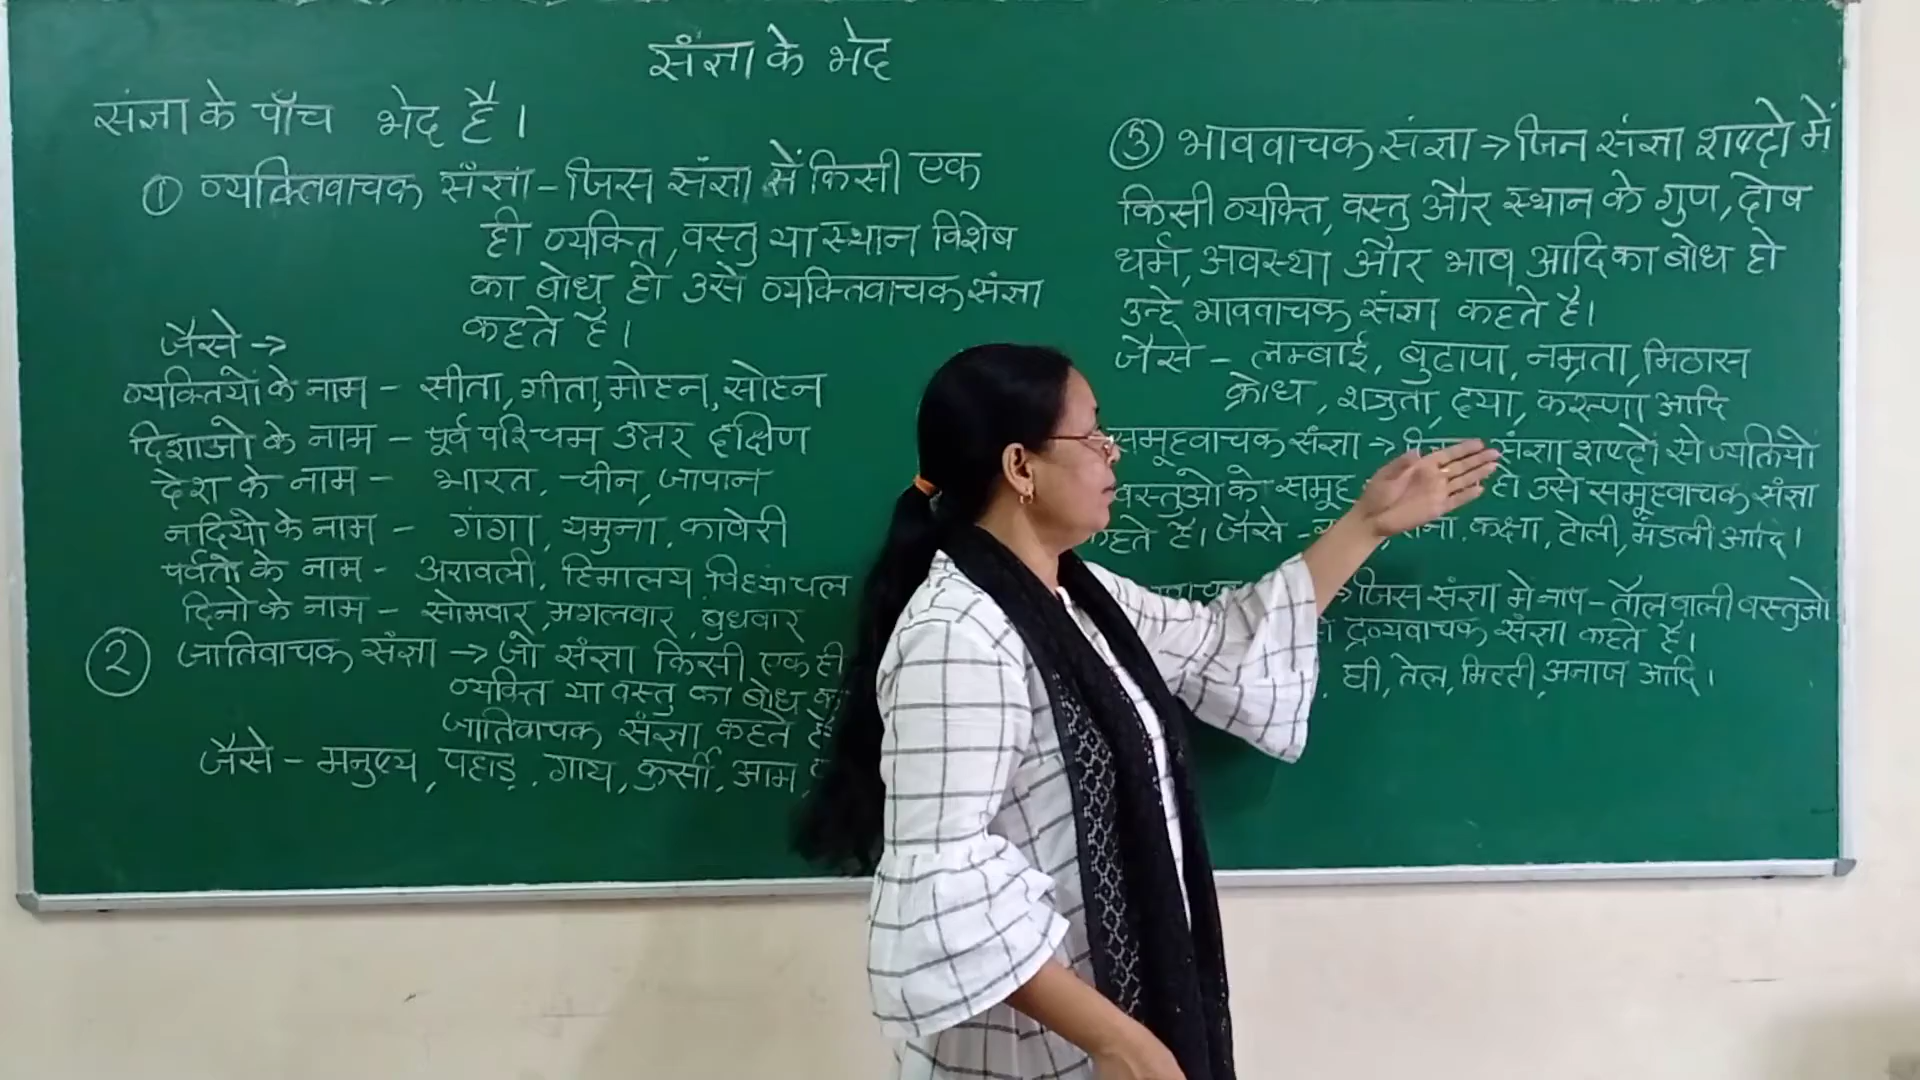 संज्ञा के भेद
संज्ञा के पाँच भेद है।
① व्यक्तिवाचक संज्ञा – जिस संज्ञा सें किसी एक
ही व्यक्ति, वस्तु या स्थान विशेष
का बोध हो उसे व्यक्तिवाचक संज्ञा
कहते है।
जैसे →
व्यक्तियों के नाम – सीता, गीता, मोहन, सोहन
दिशाओ के नाम – पूर्व पश्चिम उतर दक्षिण
देश के नाम – भारत, चीन, जापान
नदियो के नाम – गंगा, यमुना, कावेरी
पर्वतो के नाम - अरावली, हिमालय, विंध्याचल
दिनो के नाम – सोमवार, मगलवार, बुधवार
② जातिवाचक संज्ञा → जो संज्ञा किसी एक ही
व्यक्ति या वस्तु का बोध
जातिवाचक संज्ञा कहते है
जैसे – मनुष्य, पहाड़, गाय, कुर्सी, आम,
③ भाववाचक संज्ञा → जिन संज्ञा शब्दो में
किसी व्यक्ति, वस्तु और स्थान के गुण, दोष
धर्म, अवस्था और भाव आदि का बोध हो
उन्हे भाववाचक संज्ञा कहते है।
जैसे – लम्बाई, बुढापा, नम्रता, मिठास
क्रोध, शत्रुता, दया, करूणा आदि
समूहवाचक संज्ञा → संज्ञा शब्दों से व्यक्तियो
वस्तुओ के समूह हो उसे समूहवाचक संज्ञा
कहते है। जैसे – कक्षा, टोली, मंडली आदि।
जिस संज्ञा में नाप – तौल वाली वस्तुओ
द्रव्यवाचक संज्ञा कहते है।
घी, तेल, मिट्टी, अनाज आदि।